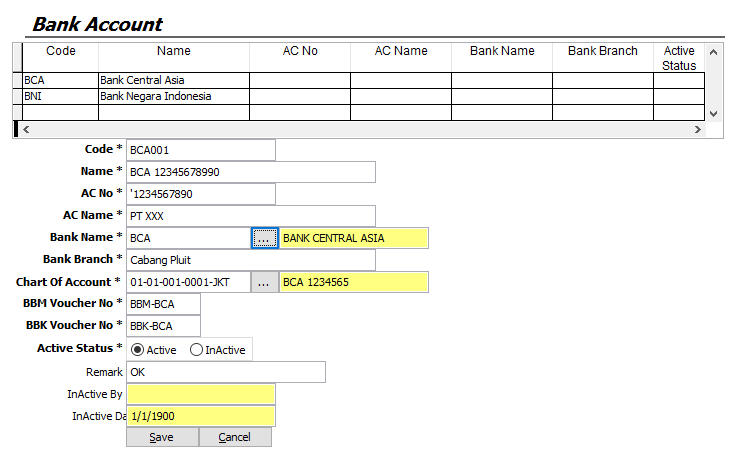 Bank Account
Code Name AC No AC Name Bank Name Bank Branch Active Status
BCA Bank Central Asia
BNI Bank Negara Indonesia
Code * BCA001
Name * BCA 12345678990
AC No * '1234567890
AC Name * PT XXX
Bank Name * BCA ... BANK CENTRAL ASIA
Bank Branch * Cabang Pluit
Chart Of Account * 01-01-001-0001-JKT ... BCA 1234565
BBM Voucher No * BBM-BCA
BBK Voucher No * BBK-BCA
Active Status * Active InActive
Remark OK
InActive By
InActive Da 1/1/1900
Save Cancel